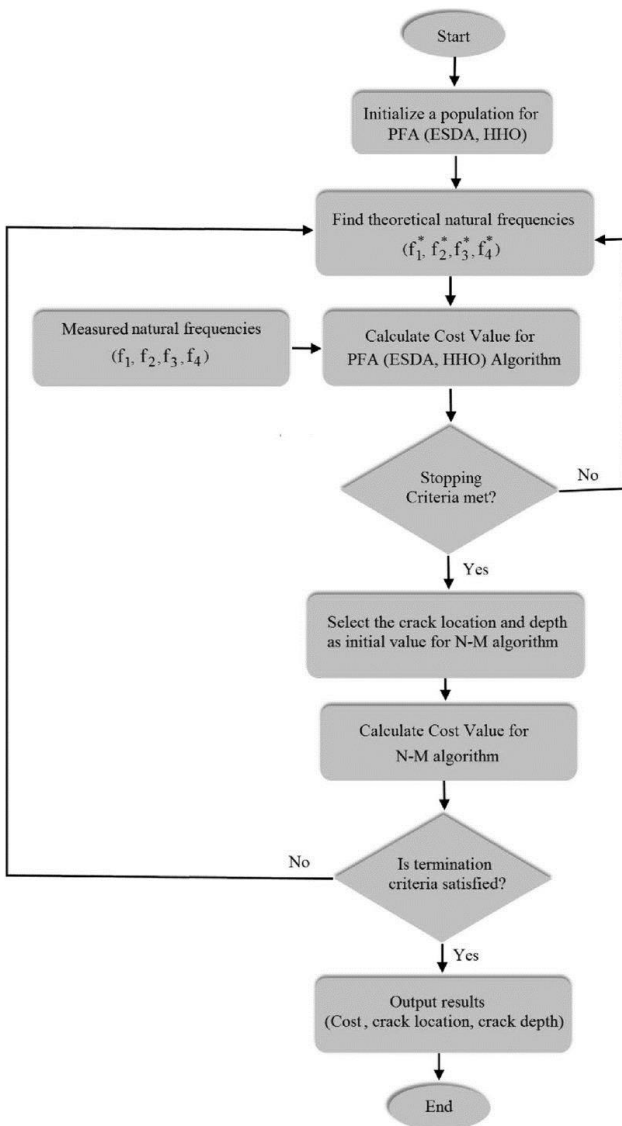 Start
Initialize a population for
PFA (ESDA, HHO)
Find theoretical natural frequencies
(f₁*, f₂*, f₃*, f₄*)
Measured natural frequencies
(f₁, f₂, f₃, f₄)
Calculate Cost Value for
PFA (ESDA, HHO) Algorithm
Stopping
Criteria met?
No
Yes
Select the crack location and depth
as initial value for N-M algorithm
Calculate Cost Value for
N-M algorithm
No
Is termination
criteria satisfied?
Yes
Output results
(Cost , crack location, crack depth)
End